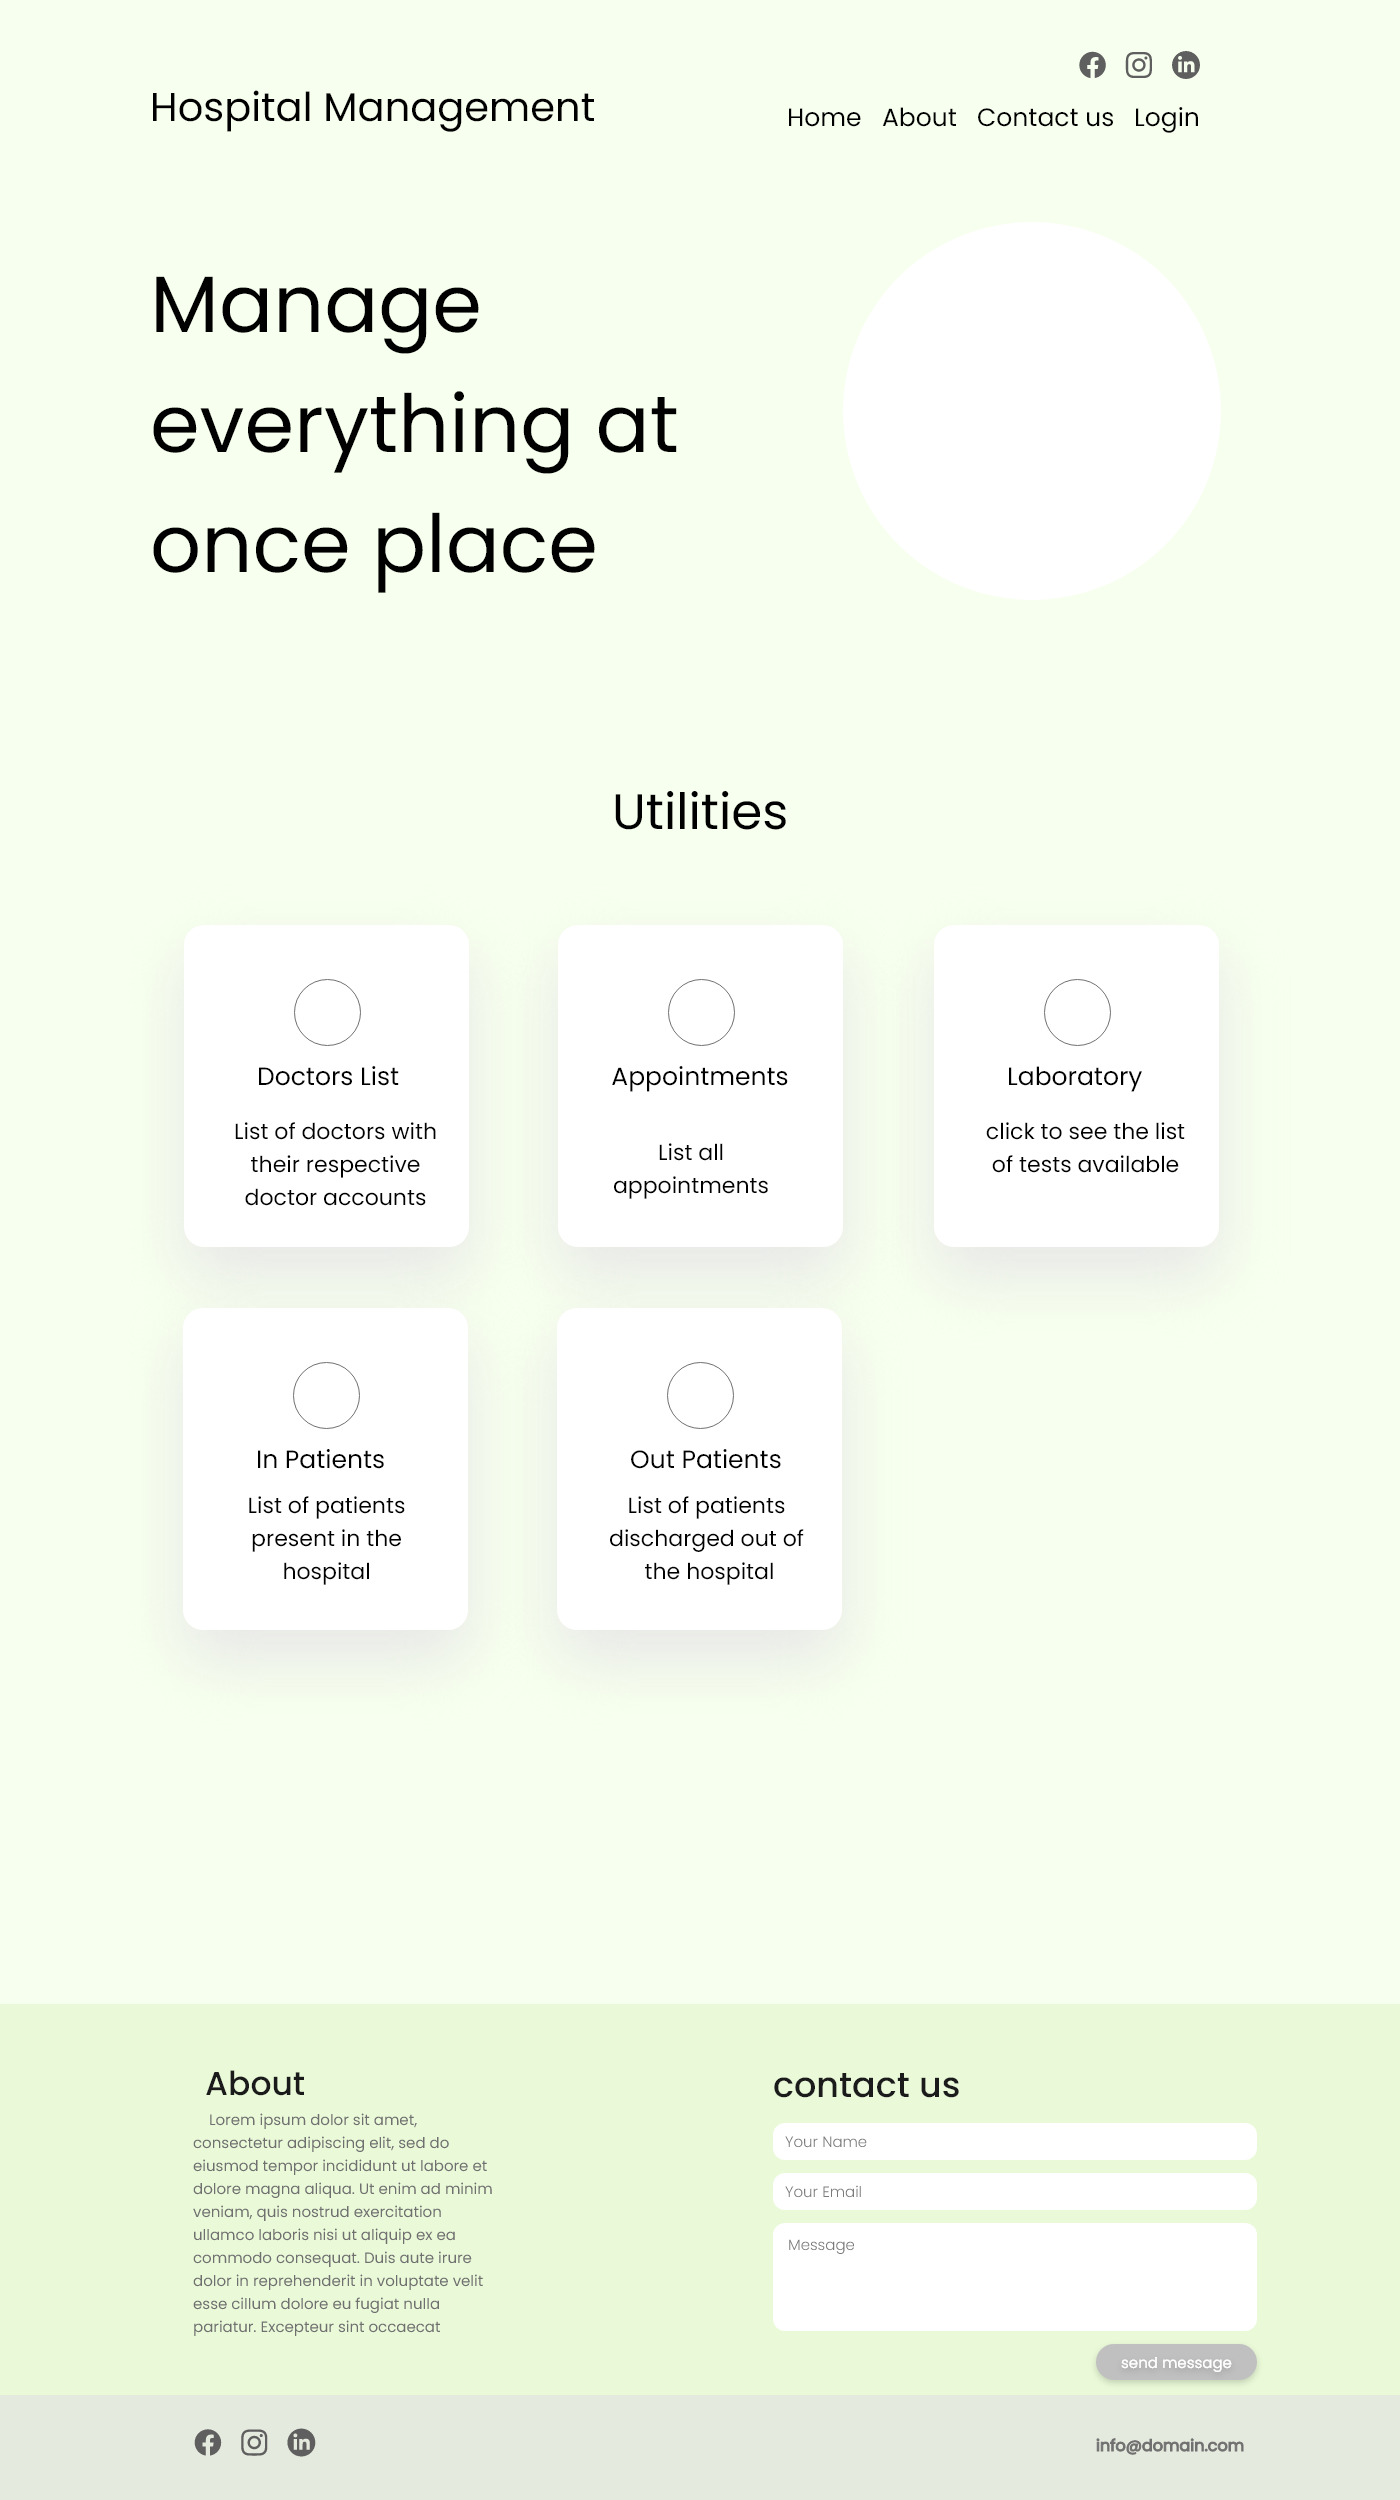 Hospital Management
Home About Contact us Login
Manage
everything at
once place
Utilities
Doctors List
List of doctors with
their respective
doctor accounts
Appointments
List all
appointments
Laboratory
click to see the list
of tests available
In Patients
List of patients
present in the
hospital
Out Patients
List of patients
discharged out of
the hospital
About
Lorem ipsum dolor sit amet,
consectetur adipiscing elit, sed do
eiusmod tempor incididunt ut labore et
dolore magna aliqua. Ut enim ad minim
veniam, quis nostrud exercitation
ullamco laboris nisi ut aliquip ex ea
commodo consequat. Duis aute irure
dolor in reprehenderit in voluptate velit
esse cillum dolore eu fugiat nulla
pariatur. Excepteur sint occaecat
contact us
Your Name
Your Email
Message
send message
info@domain.com